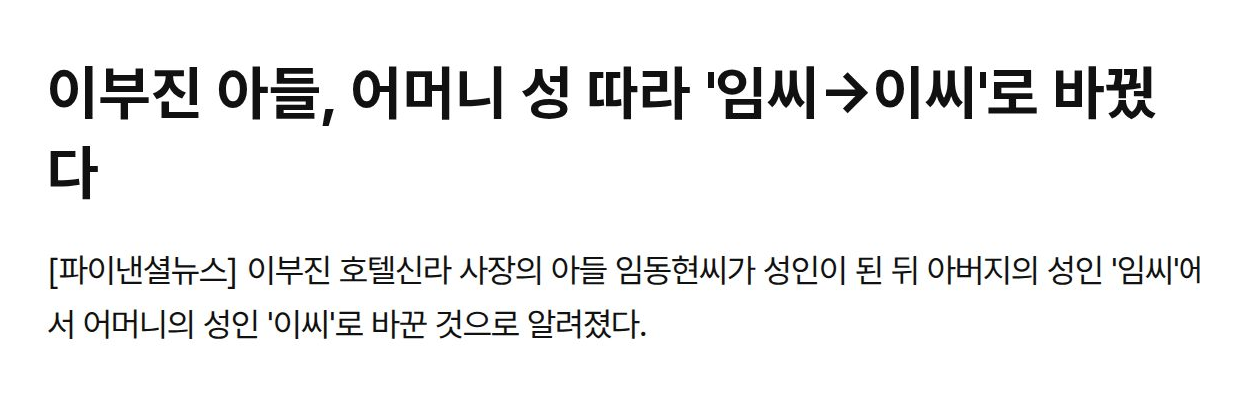 이부진 아들, 어머니 성 따라 '임씨→이씨'로 바꿨
다
[파이낸셜뉴스] 이부진 호텔신라 사장의 아들 임동현씨가 성인이 된 뒤 아버지의 성인 '임씨'에
서 어머니의 성인 '이씨'로 바꾼 것으로 알려졌다.